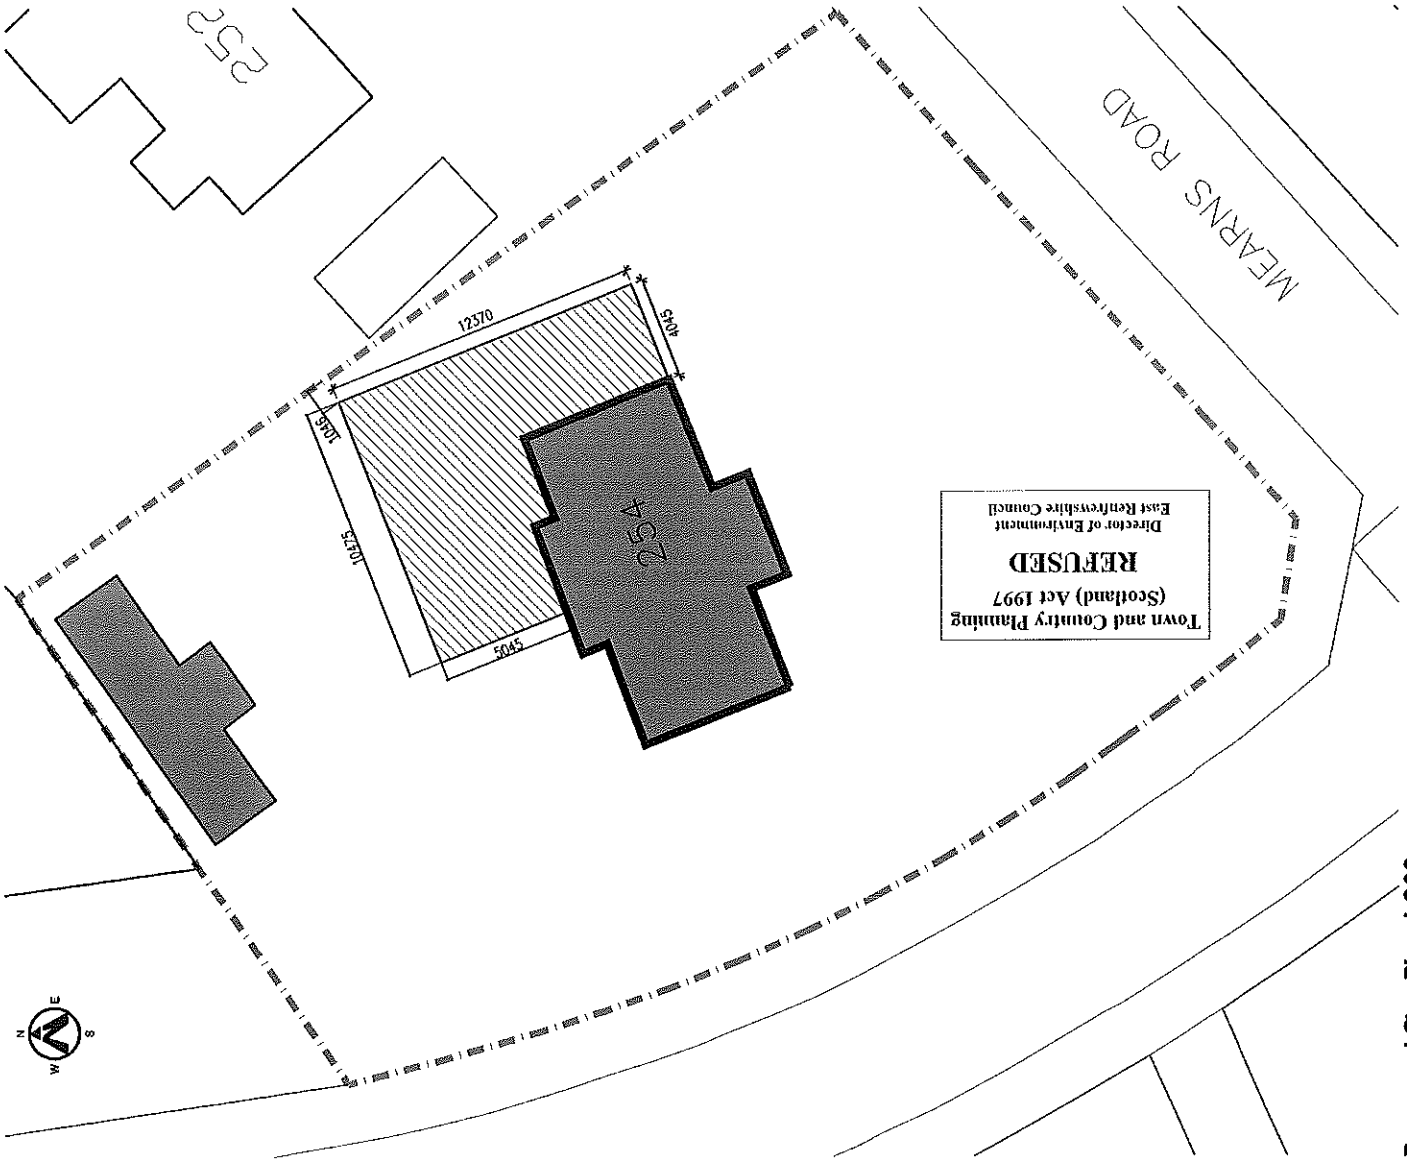 252
MEARNS ROAD
12370
4045
1046
10475
5045
254
Town and Country Planning
(Scotland) Act 1997
REFUSED
Director of Environment
East Renfrewshire Council
N
E
S
W